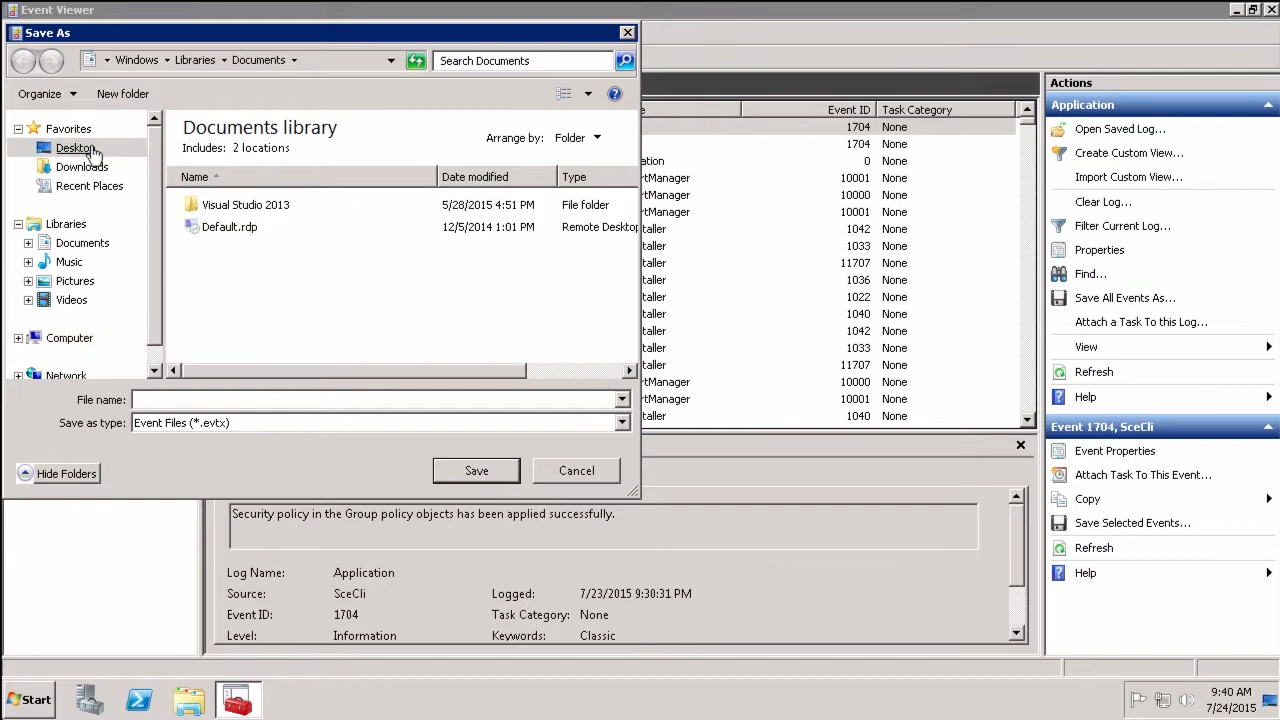 Event Viewer
Save As
Windows Libraries Documents
Search Documents
Organize
New folder
Favorites
Desktop
Downloads
Recent Places
Libraries
Documents
Music
Pictures
Videos
Computer
Network
Documents library
Includes: 2 locations
Arrange by: Folder
Name Date modified Type
Visual Studio 2013 5/28/2015 4:51 PM File folder
Default.rdp 12/5/2014 1:01 PM Remote Desktop
File name:
Save as type: Event Files (*.evtx)
Hide Folders
Save
Cancel
Event ID Task Category
1704 None
1704 None
ation 0 None
rtManager 10001 None
rtManager 10000 None
rtManager 10001 None
taller 1042 None
taller 1033 None
taller 11707 None
taller 1036 None
taller 1022 None
taller 1040 None
taller 1042 None
taller 1033 None
taller 11707 None
rtManager 10000 None
rtManager 10001 None
taller 1040 None
Security policy in the Group policy objects has been applied successfully.
Log Name: Application
Source: SceCli Logged: 7/23/2015 9:30:31 PM
Event ID: 1704 Task Category: None
Level: Information Keywords: Classic
Actions
Application
Open Saved Log...
Create Custom View...
Import Custom View...
Clear Log...
Filter Current Log...
Properties
Find...
Save All Events As...
Attach a Task To this Log...
View
Refresh
Help
Event 1704, SceCli
Event Properties
Attach Task To This Event...
Copy
Save Selected Events...
Refresh
Help
Start
9:40 AM
7/24/2015